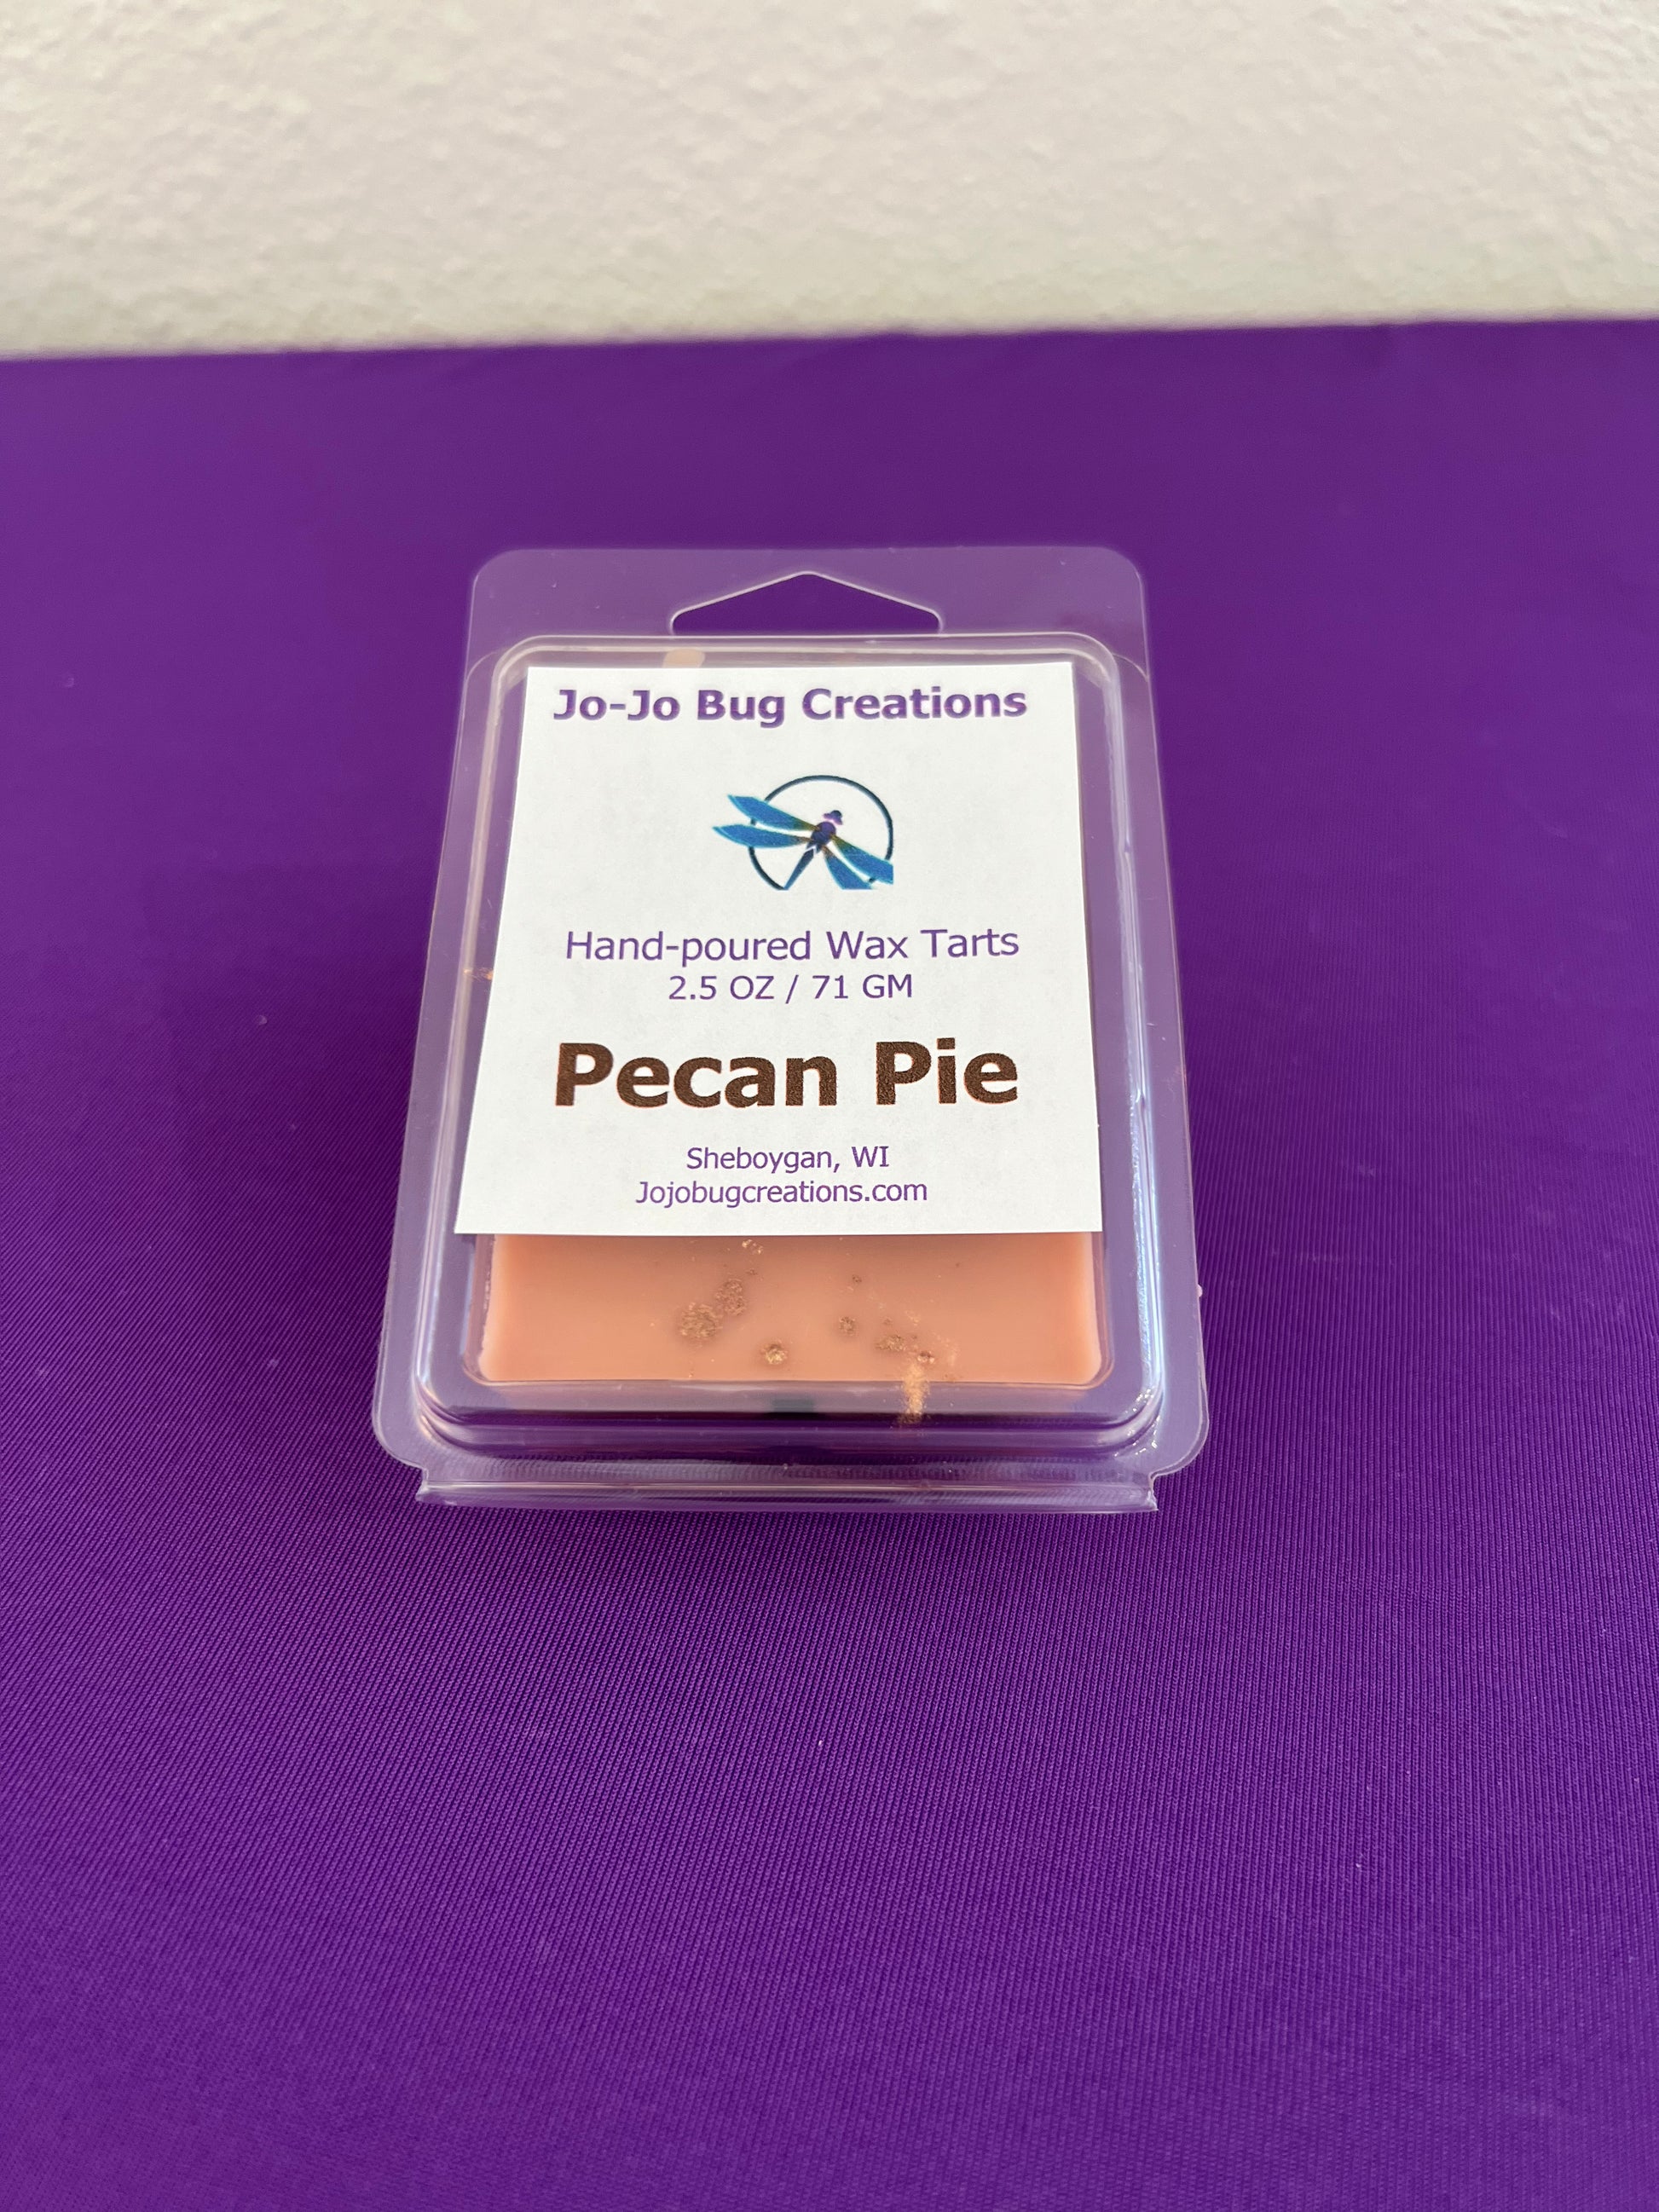 Jo-Jo Bug Creations
Hand-poured Wax Tarts
2.5 OZ / 71 GM
Pecan Pie
Sheboygan, WI
Jojobugcreations.com